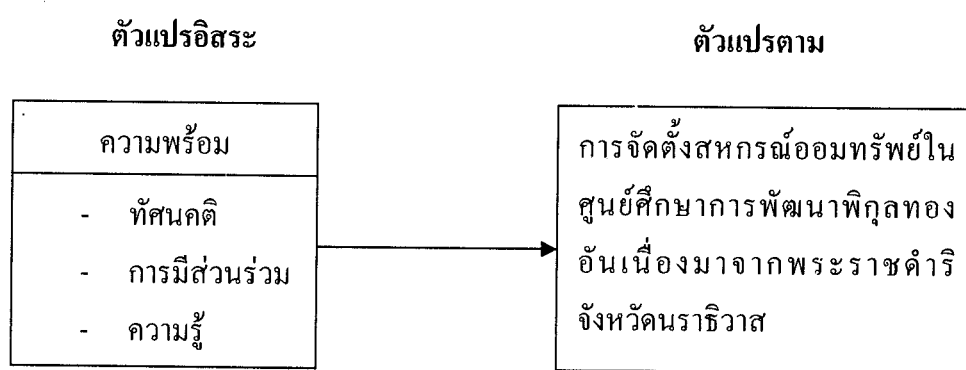 ตัวแปรอิสระ
ตัวแปรตาม
ความพร้อม
- ทัศนคติ
- การมีส่วนร่วม
- ความรู้
การจัดตั้งสหกรณ์ออมทรัพย์ใน
ศูนย์ศึกษาการพัฒนาพิกุลทอง
อันเนื่องมาจากพระราชดำริ
จังหวัดนราธิวาส